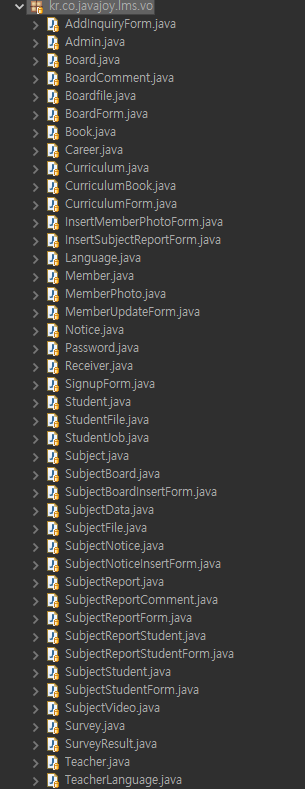 kr.co.javajoy.lms.vo
AddInquiryForm.java
Admin.java
Board.java
BoardComment.java
Boardfile.java
BoardForm.java
Book.java
Career.java
Curriculum.java
CurriculumBook.java
CurriculumForm.java
InsertMemberPhotoForm.java
InsertSubjectReportForm.java
Language.java
Member.java
MemberPhoto.java
MemberUpdateForm.java
Notice.java
Password.java
Receiver.java
SignupForm.java
Student.java
StudentFile.java
StudentJob.java
Subject.java
SubjectBoard.java
SubjectBoardInsertForm.java
SubjectData.java
SubjectFile.java
SubjectNotice.java
SubjectNoticeInsertForm.java
SubjectReport.java
SubjectReportComment.java
SubjectReportForm.java
SubjectReportStudent.java
SubjectReportStudentForm.java
SubjectStudent.java
SubjectStudentForm.java
SubjectVideo.java
Survey.java
SurveyResult.java
Teacher.java
TeacherLanguage.java